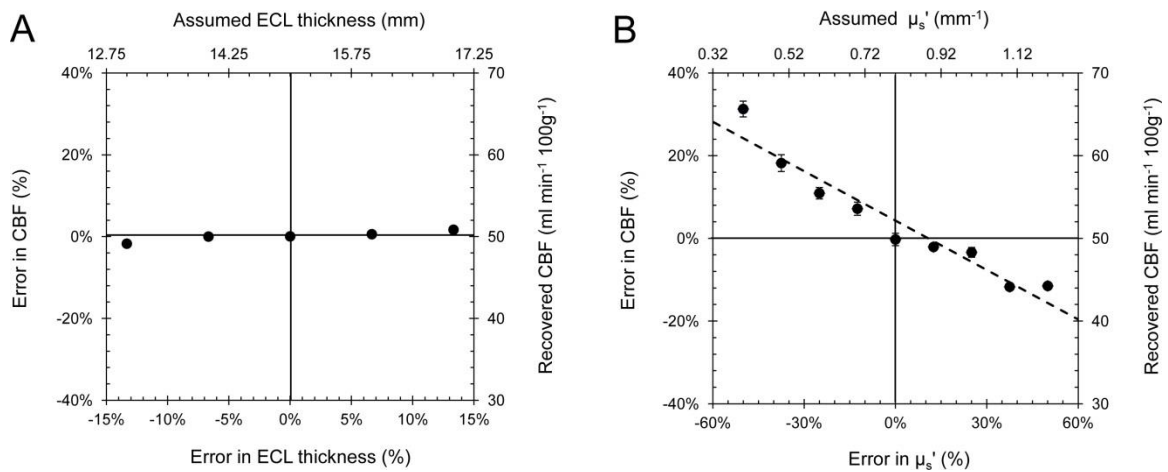 A
Assumed ECL thickness (mm)
12.75 14.25 15.75 17.25
40% 70
20% 60
0% 50
-20% 40
-40% 30
Error in CBF (%)
Recovered CBF (ml min⁻¹ 100g⁻¹)
-15% -10% -5% 0% 5% 10% 15%
Error in ECL thickness (%)
B
Assumed μₛ' (mm⁻¹)
0.32 0.52 0.72 0.92 1.12
40% 70
20% 60
0% 50
-20% 40
-40% 30
Error in CBF (%)
Recovered CBF (ml min⁻¹ 100g⁻¹)
-60% -30% 0% 30% 60%
Error in μₛ' (%)